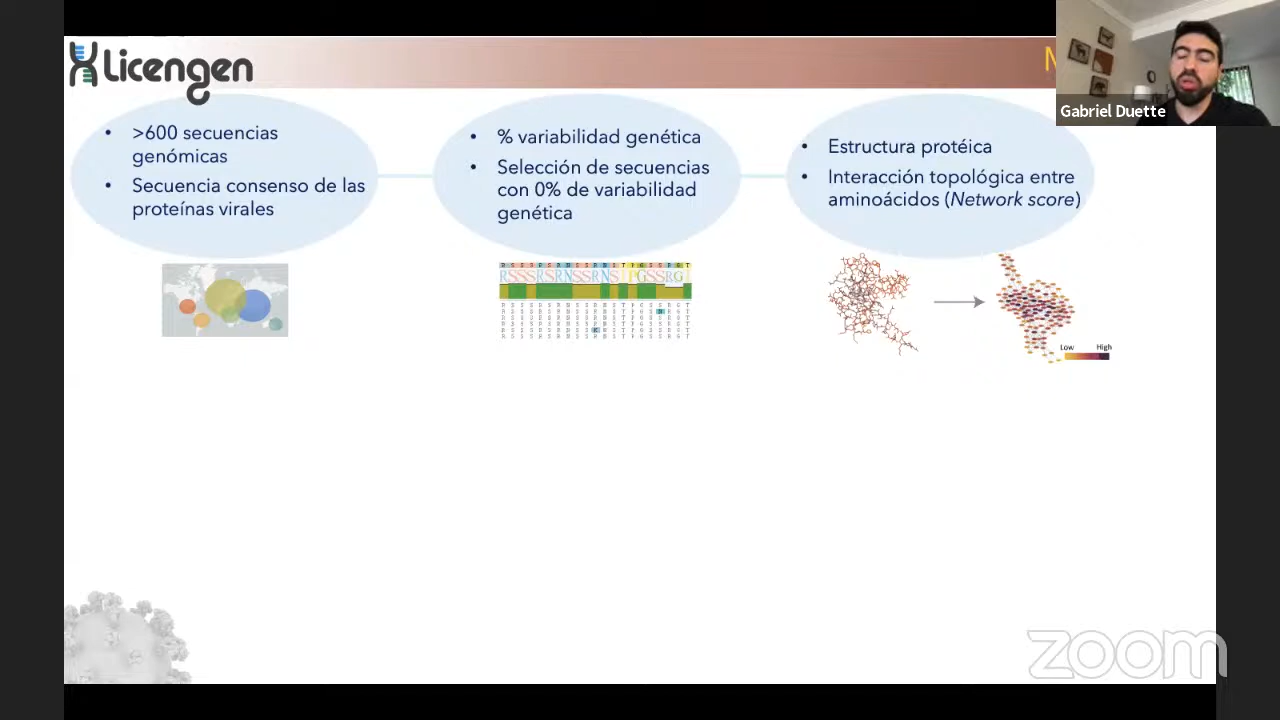 Licengen
M
Gabriel Duette
• >600 secuencias
genómicas
• Secuencia consenso de las
proteínas virales
• % variabilidad genética
• Selección de secuencias
con 0% de variabilidad
genética
• Estructura protéica
• Interacción topológica entre
aminoácidos (Network score)
RSSSRSRNSSRNSTPGSSRGT
Low High
zoom